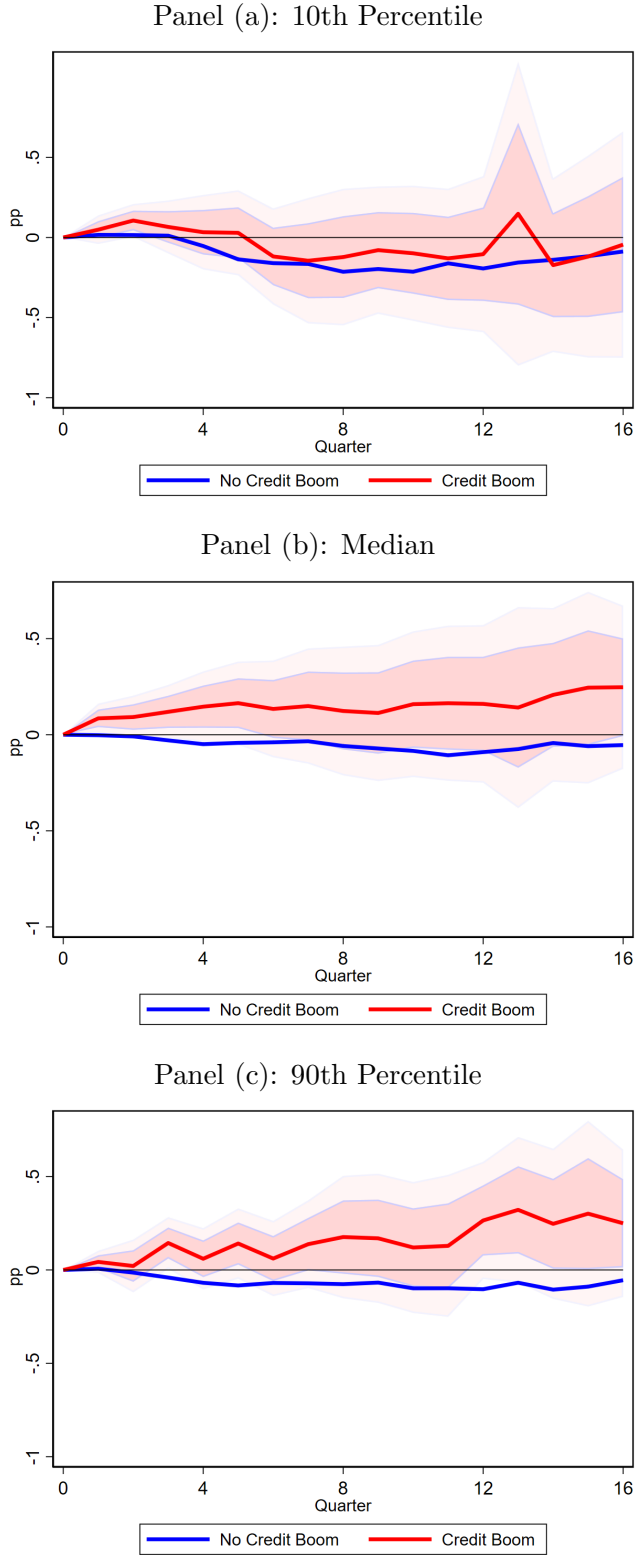 Panel (a): 10th Percentile
.5
0
-.5
-1
pp
0 4 8 12 16
Quarter
No Credit Boom Credit Boom
Panel (b): Median
.5
0
-.5
-1
pp
0 4 8 12 16
Quarter
No Credit Boom Credit Boom
Panel (c): 90th Percentile
.5
0
-.5
-1
pp
0 4 8 12 16
Quarter
No Credit Boom Credit Boom